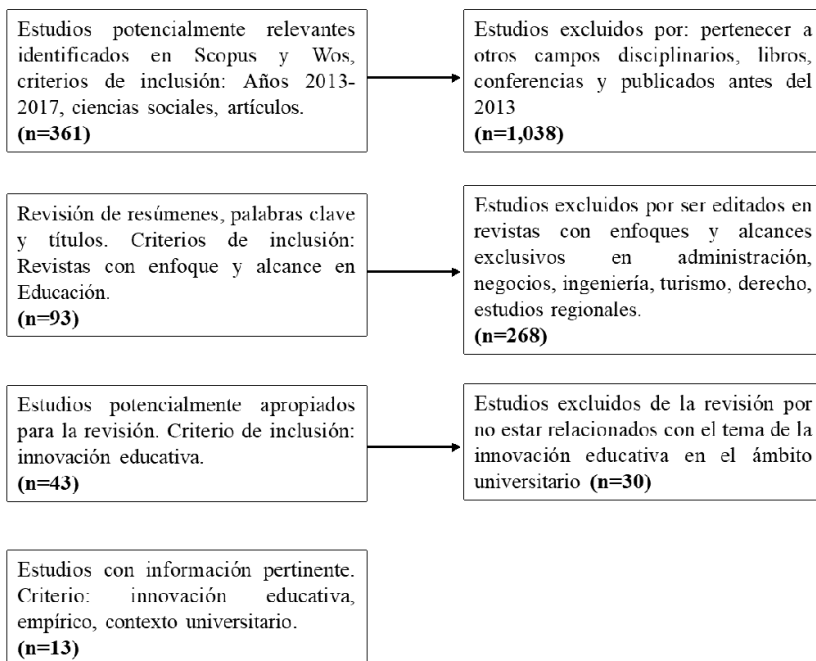 Estudios potencialmente relevantes
identificados en Scopus y Wos,
criterios de inclusión: Años 2013-
2017, ciencias sociales, artículos.
(n=361)
Estudios excluidos por: pertenecer a
otros campos disciplinarios, libros,
conferencias y publicados antes del
2013
(n=1,038)
Revisión de resúmenes, palabras clave
y títulos. Criterios de inclusión:
Revistas con enfoque y alcance en
Educación.
(n=93)
Estudios excluidos por ser editados en
revistas con enfoques y alcances
exclusivos en administración,
negocios, ingeniería, turismo, derecho,
estudios regionales.
(n=268)
Estudios potencialmente apropiados
para la revisión. Criterio de inclusión:
innovación educativa.
(n=43)
Estudios excluidos de la revisión por
no estar relacionados con el tema de la
innovación educativa en el ámbito
universitario (n=30)
Estudios con información pertinente.
Criterio: innovación educativa,
empírico, contexto universitario.
(n=13)